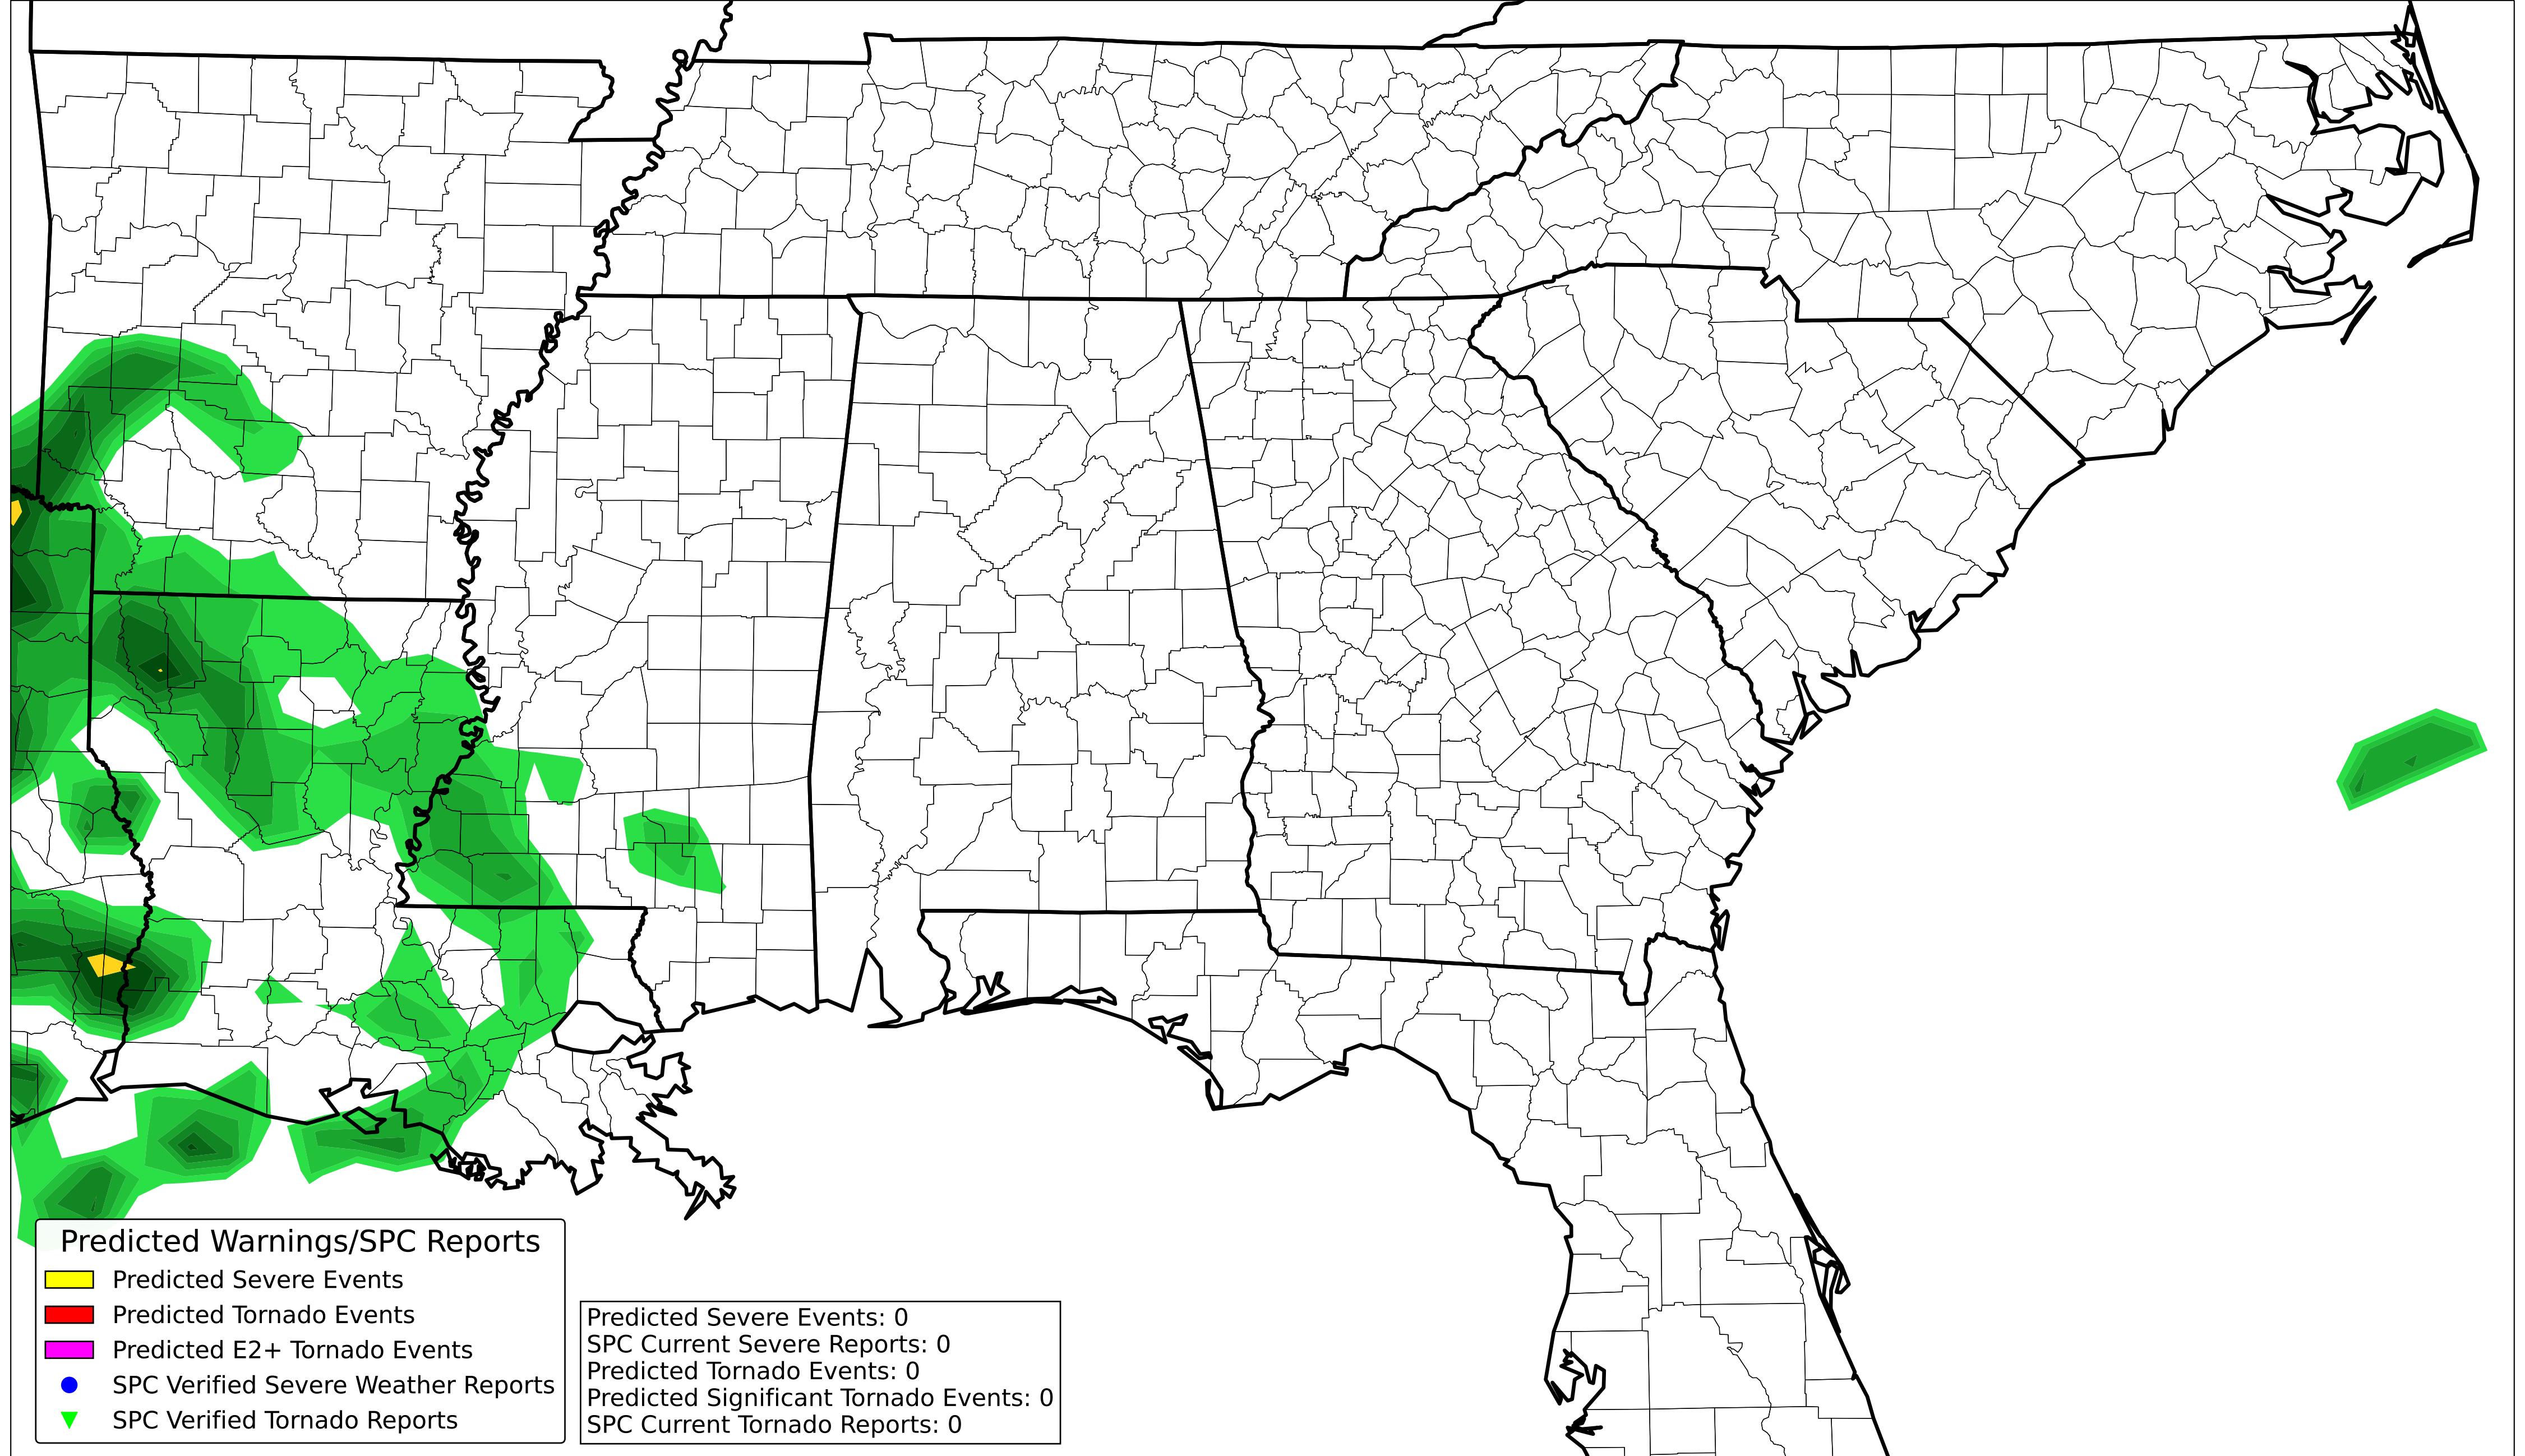 Predicted Warnings/SPC Reports
Predicted Severe Events
Predicted Tornado Events
Predicted E2+ Tornado Events
SPC Verified Severe Weather Reports
SPC Verified Tornado Reports
Predicted Severe Events: 0
SPC Current Severe Reports: 0
Predicted Tornado Events: 0
Predicted Significant Tornado Events: 0
SPC Current Tornado Reports: 0